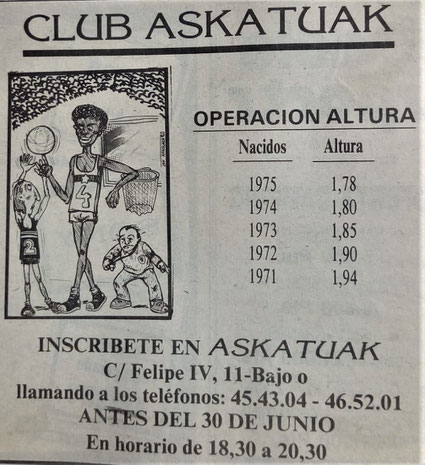 CLUB ASKATUAK
OPERACION ALTURA
Nacidos Altura
1975 1,78
1974 1,80
1973 1,85
1972 1,90
1971 1,94
4
2
INSCRIBETE EN ASKATUAK
C/ Felipe IV, 11-Bajo o
llamando a los teléfonos: 45.43.04 - 46.52.01
ANTES DEL 30 DE JUNIO
En horario de 18,30 a 20,30